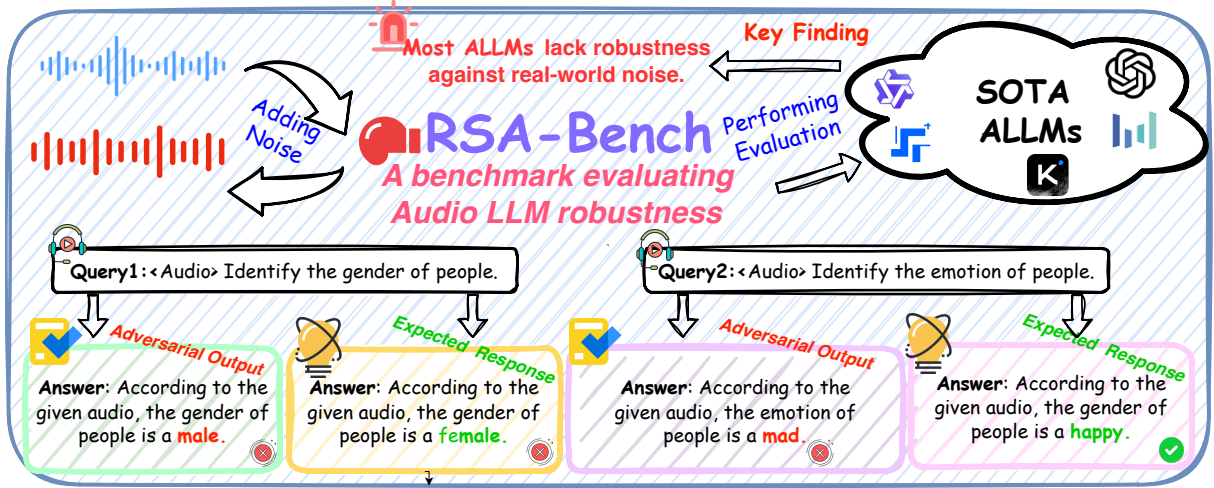 Most ALLMs lack robustness
against real-world noise.
Key Finding
Adding
Noise
RSA-Bench
A benchmark evaluating
Audio LLM robustness
Performing
Evaluation
SOTA
ALLMs
K
Query1:<Audio> Identify the gender of people.
Query2:<Audio> Identify the emotion of people.
Adversarial Output
Answer: According to the
given audio, the gender of
people is a male.
Expected Response
Answer: According to the
given audio, the gender of
people is a female.
Adversarial Output
Answer: According to the
given audio, the emotion of
people is a mad.
Expected Response
Answer: According to the
given audio, the gender of
people is a happy.